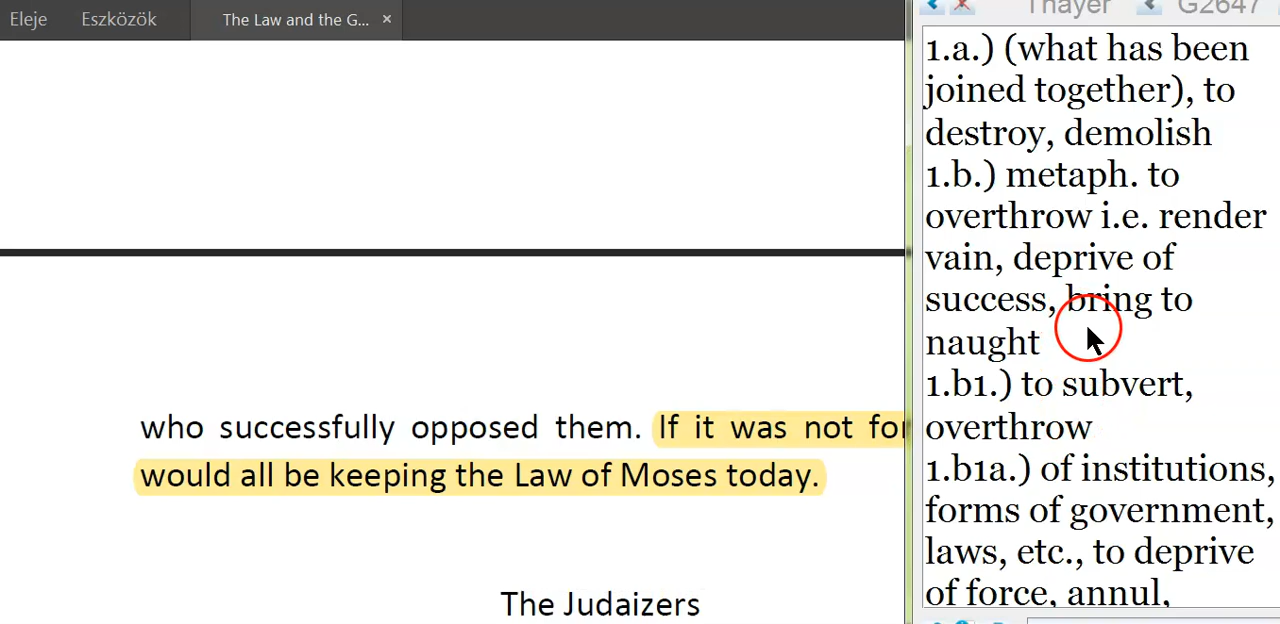 Eleje Eszközök The Law and the G... ×
who successfully opposed them. If it was not for
would all be keeping the Law of Moses today.
The Judaizers
Thayer G2647
1.a.) (what has been
joined together), to
destroy, demolish
1.b.) metaph. to
overthrow i.e. render
vain, deprive of
success, bring to
naught
1.b1.) to subvert,
overthrow
1.b1a.) of institutions,
forms of government,
laws, etc., to deprive
of force, annul,